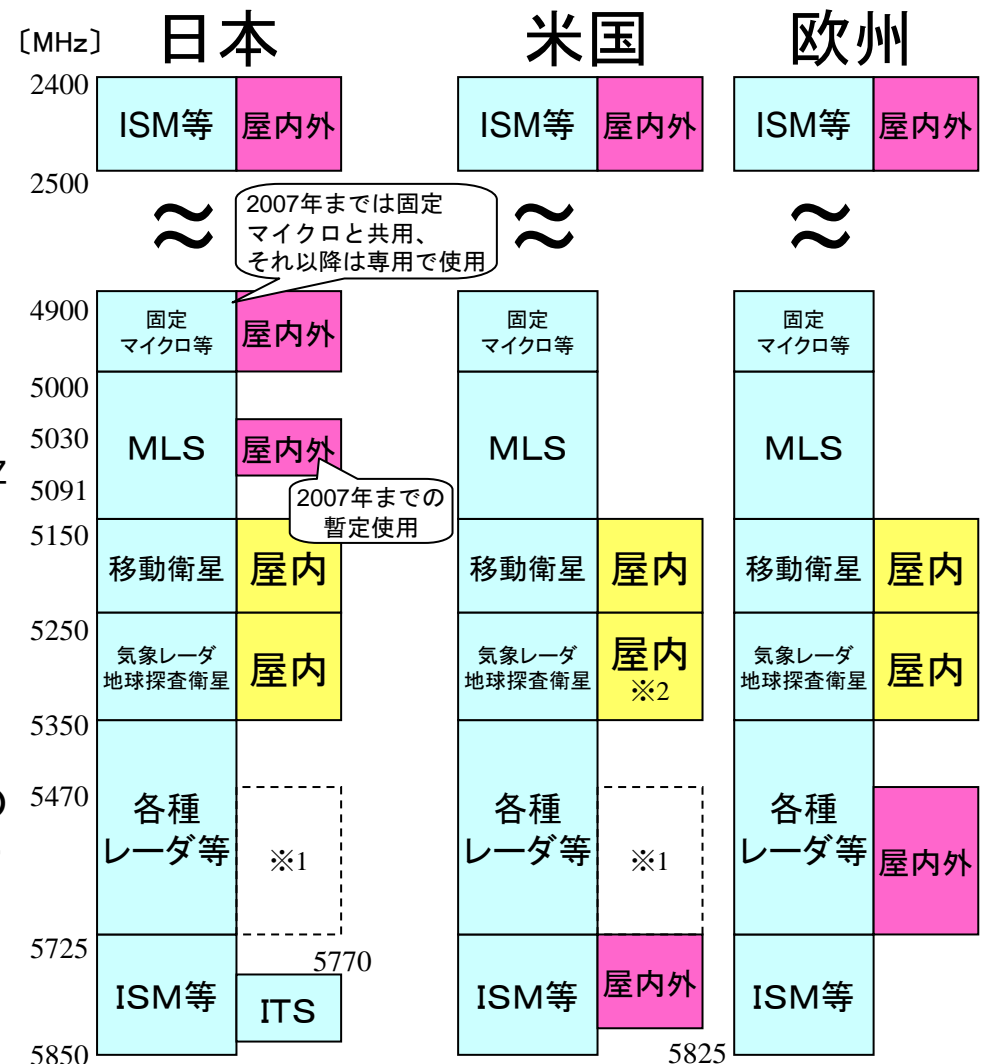 〔MHz〕 日本 米国 欧州
2400
ISM等 屋内外 ISM等 屋内外 ISM等 屋内外
2500
≈ ≈ ≈
2007年までは固定
マイクロと共用、
それ以降は専用で使用
4900
固定
マイクロ等
屋内外
固定
マイクロ等
固定
マイクロ等
5000
5030
MLS 屋内外 MLS MLS
5091
2007年までの
暫定使用
5150
移動衛星 屋内 移動衛星 屋内 移動衛星 屋内
5250
気象レーダ
地球探査衛星
屋内
気象レーダ
地球探査衛星
屋内
※2
気象レーダ
地球探査衛星
屋内
5350
5470
各種
レーダ等
※1
各種
レーダ等
※1
各種
レーダ等
屋内外
5725
5770
ISM等 ITS ISM等 屋内外 ISM等
5825
5850